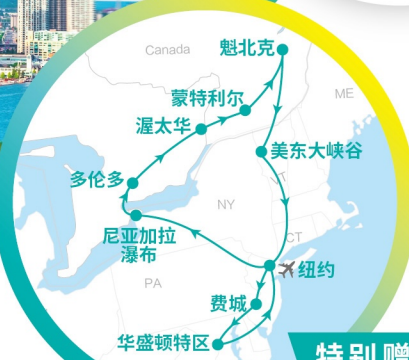 Canada
魁北克
ME
蒙特利尔
渥太华
美东大峡谷
多伦多
VT
NY
尼亚加拉
瀑布
CT
纽约
PA
费城
华盛顿特区
特别赠